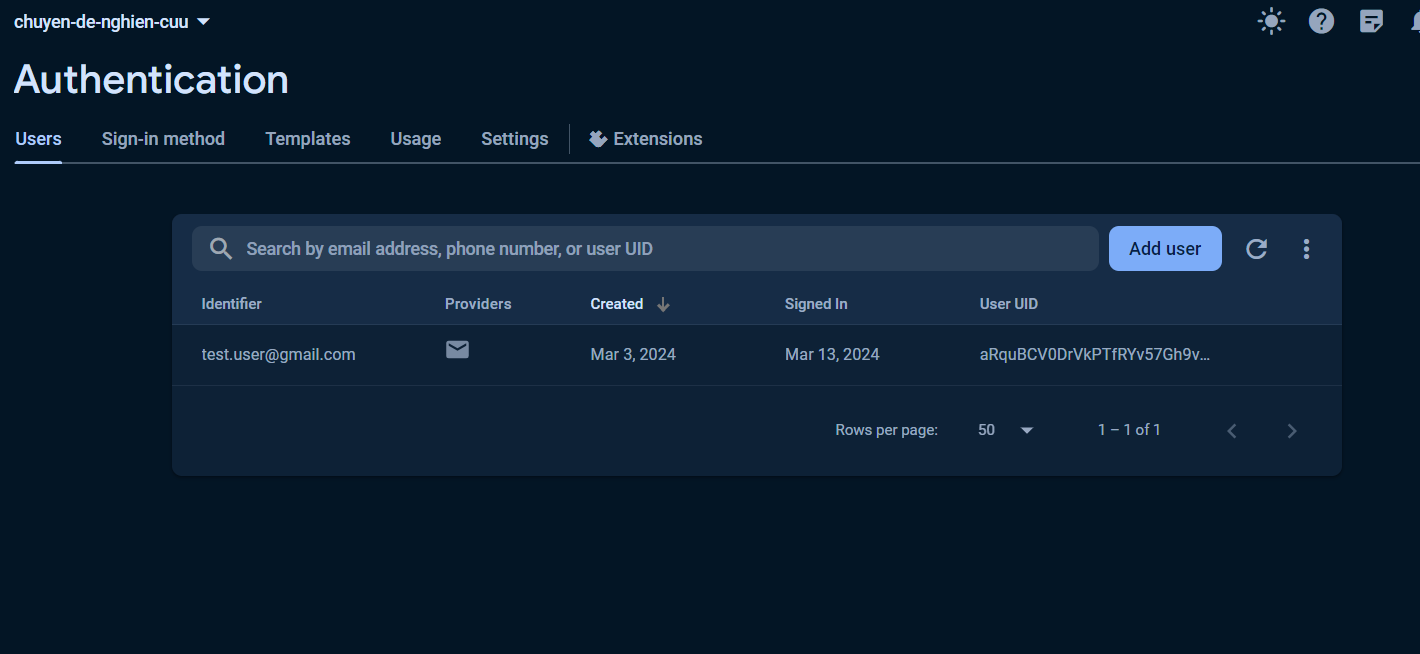 chuyen-de-nghien-cuu
Authentication
Users Sign-in method Templates Usage Settings Extensions
Search by email address, phone number, or user UID Add user
Identifier Providers Created Signed In User UID
test.user@gmail.com Mar 3, 2024 Mar 13, 2024 aRquBCV0DrVkPTfRYv57Gh9v...
Rows per page: 50 1 – 1 of 1